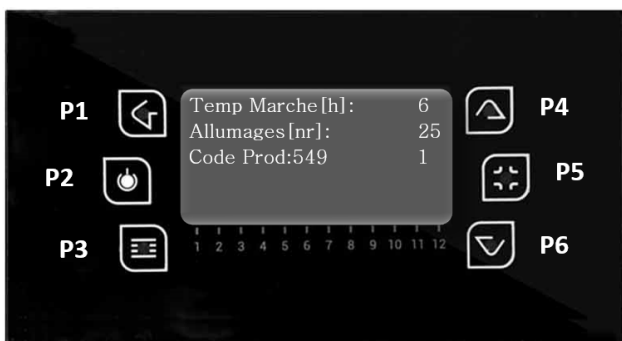 P1
P2
P3
Temp Marche[h]: 6
Allumages[nr]: 25
Code Prod:549 1
1 2 3 4 5 6 7 8 9 10 11 12
P4
P5
P6